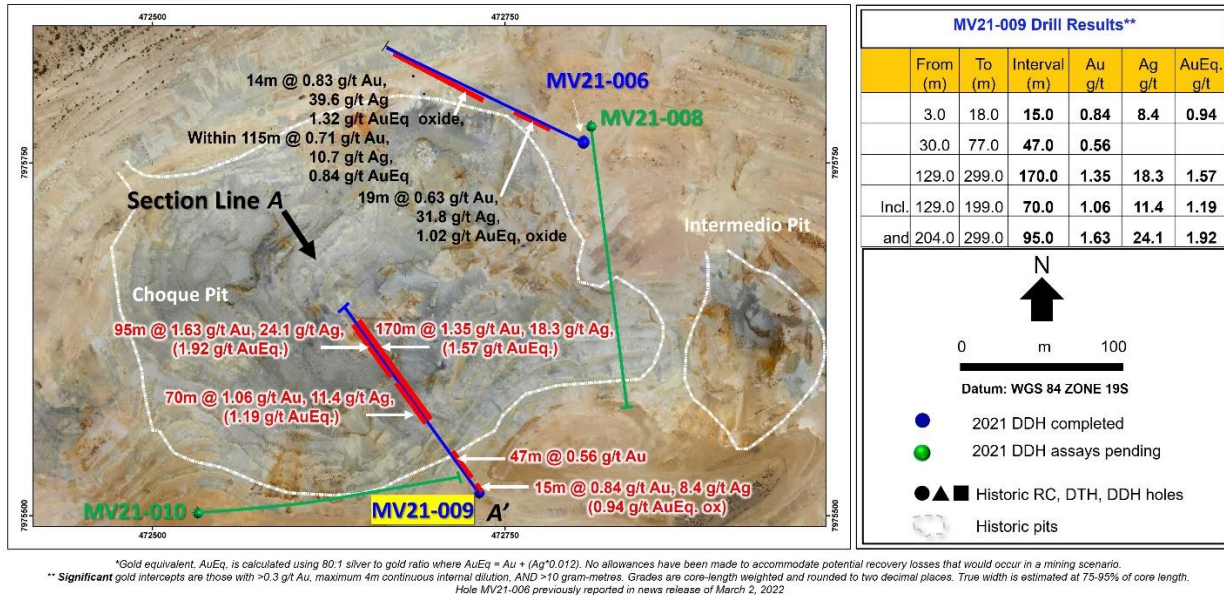 472500
472750
7975750
7975500
14m @ 0.83 g/t Au,
39.6 g/t Ag
1.32 g/t AuEq oxide,
Within 115m @ 0.71 g/t Au,
10.7 g/t Ag,
0.84 g/t AuEq
MV21-006
MV21-008
19m @ 0.63 g/t Au,
31.8 g/t Ag,
1.02 g/t AuEq, oxide
Section Line A
Intermedio Pit
Choque Pit
95m @ 1.63 g/t Au, 24.1 g/t Ag,
(1.92 g/t AuEq.)
170m @ 1.35 g/t Au, 18.3 g/t Ag,
(1.57 g/t AuEq.)
70m @ 1.06 g/t Au, 11.4 g/t Ag,
(1.19 g/t AuEq.)
47m @ 0.56 g/t Au
15m @ 0.84 g/t Au, 8.4 g/t Ag
(0.94 g/t AuEq. ox)
MV21-010
MV21-009
A'
7975750
7975500
472500
472750
MV21-009 Drill Results**
From (m) To (m) Interval (m) Au g/t Ag g/t AuEq. g/t
3.0 18.0 15.0 0.84 8.4 0.94
30.0 77.0 47.0 0.56
129.0 299.0 170.0 1.35 18.3 1.57
Incl. 129.0 199.0 70.0 1.06 11.4 1.19
and 204.0 299.0 95.0 1.63 24.1 1.92
N
0 m 100
Datum: WGS 84 ZONE 19S
2021 DDH completed
2021 DDH assays pending
Historic RC, DTH, DDH holes
Historic pits
*Gold equivalent, AuEq, is calculated using 80:1 silver to gold ratio where AuEq = Au + (Ag*0.012). No allowances have been made to accommodate potential recovery losses that would occur in a mining scenario.
** Significant gold intercepts are those with >0.3 g/t Au, maximum 4m continuous internal dilution, AND >10 gram-metres. Grades are core-length weighted and rounded to two decimal places. True width is estimated at 75-95% of core length.
Hole MV21-006 previously reported in news release of March 2, 2022